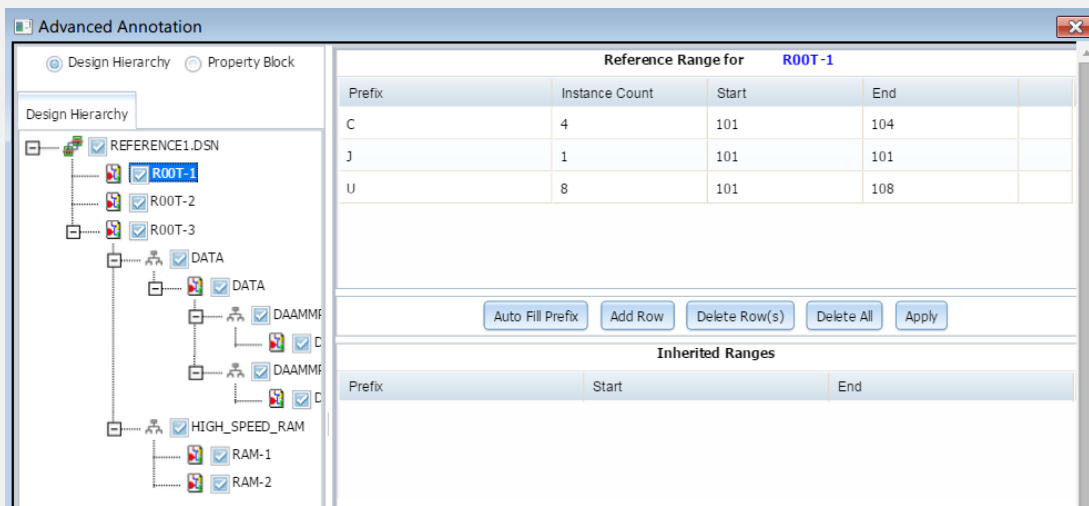 Advanced Annotation
Design Hierarchy Property Block
Design Hierarchy
REFERENCE1.DSN
R00T-1
R00T-2
R00T-3
DATA
DATA
DAAMMP
D
DAAMMP
D
HIGH_SPEED_RAM
RAM-1
RAM-2
Reference Range for R00T-1
Prefix Instance Count Start End
C 4 101 104
J 1 101 101
U 8 101 108
Auto Fill Prefix Add Row Delete Row(s) Delete All Apply
Inherited Ranges
Prefix Start End